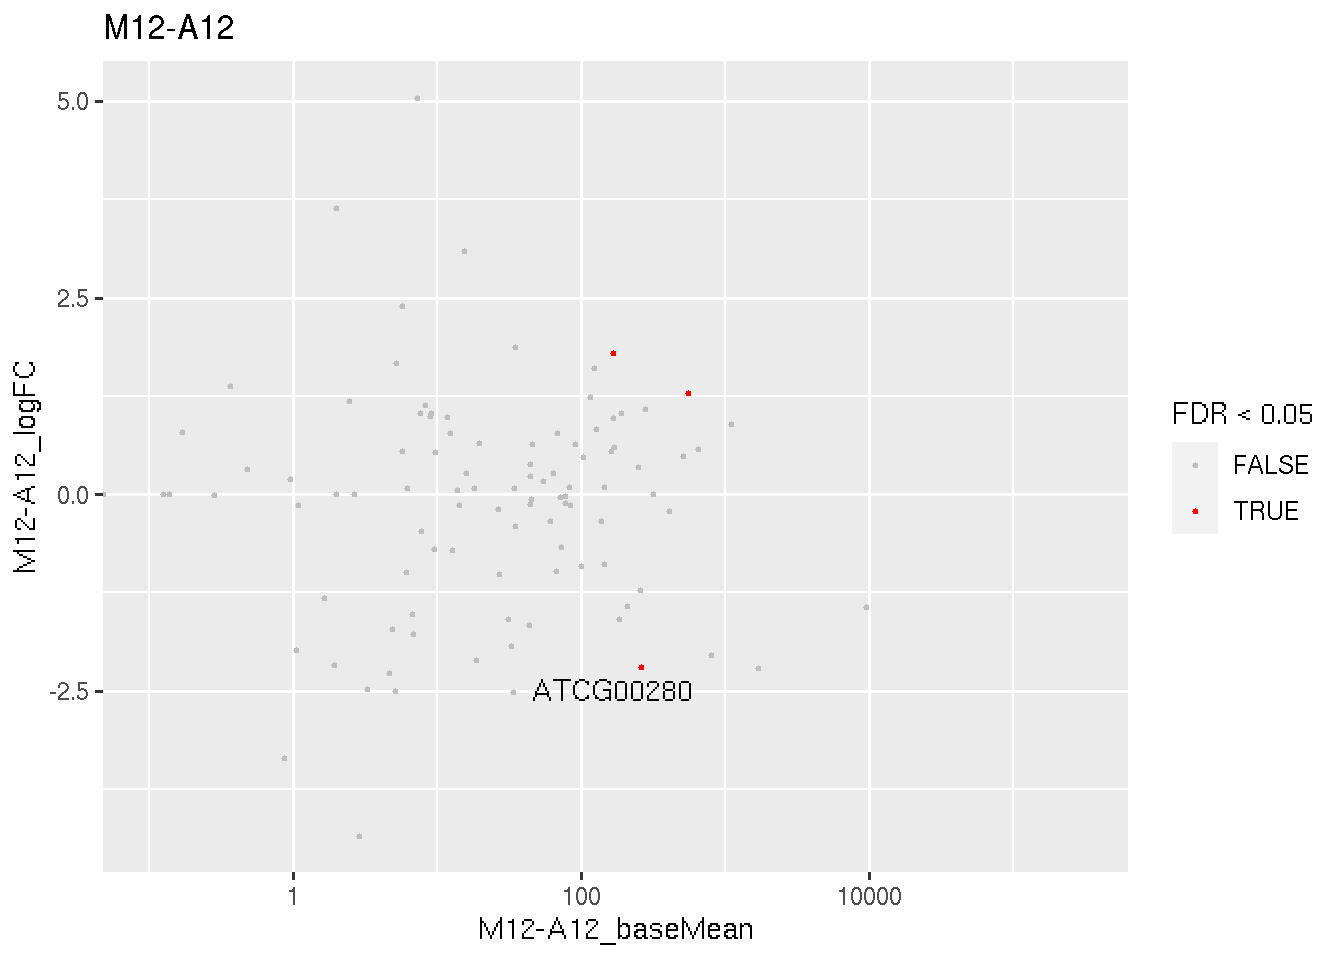 M12-A12
5.0
2.5
0.0
-2.5
M12-A12_logFC
ATCG00280
1
100
10000
M12-A12_baseMean
FDR < 0.05
FALSE
TRUE